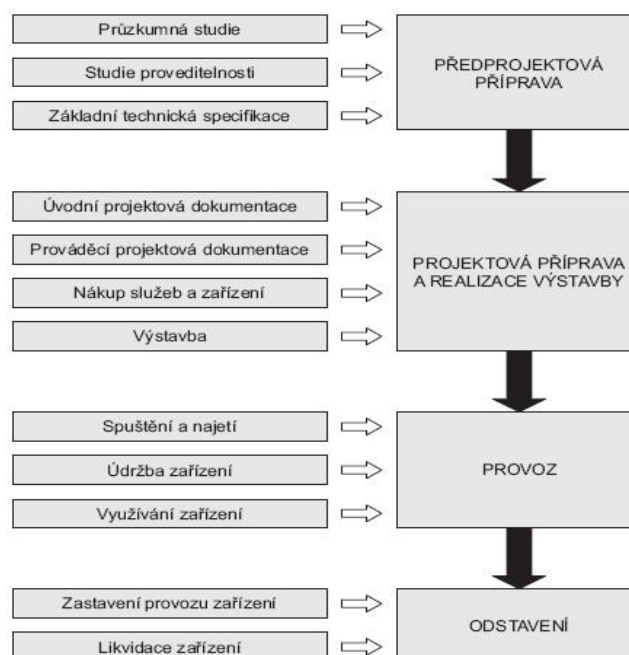 Průzkumná studie
Studie proveditelnosti
Základní technická specifikace
PŘEDPROJEKTOVÁ
PŘÍPRAVA
Úvodní projektová dokumentace
Prováděcí projektová dokumentace
Nákup služeb a zařízení
Výstavba
PROJEKTOVÁ PŘÍPRAVA
A REALIZACE VÝSTAVBY
Spuštění a najetí
Údržba zařízení
Využívání zařízení
PROVOZ
Zastavení provozu zařízení
Likvidace zařízení
ODSTAVENÍ